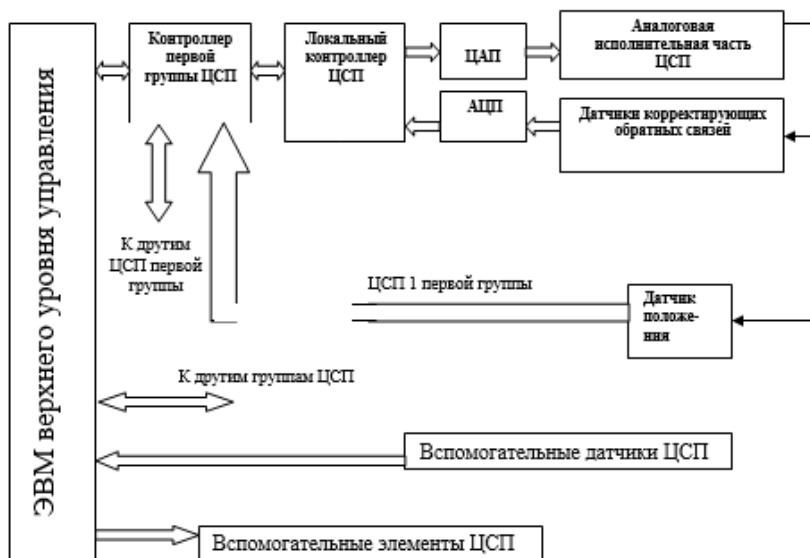 ЭВМ верхнего уровня управления
Контроллер
первой
группы ЦСП
Локальный
контроллер
ЦСП
ЦАП
АЦП
Аналоговая
исполнительная часть
ЦСП
Датчики корректирующих
обратных связей
К другим
ЦСП первой
группы
ЦСП 1 первой группы
Датчик
положе-
ния
К другим группам ЦСП
Вспомогательные датчики ЦСП
Вспомогательные элементы ЦСП